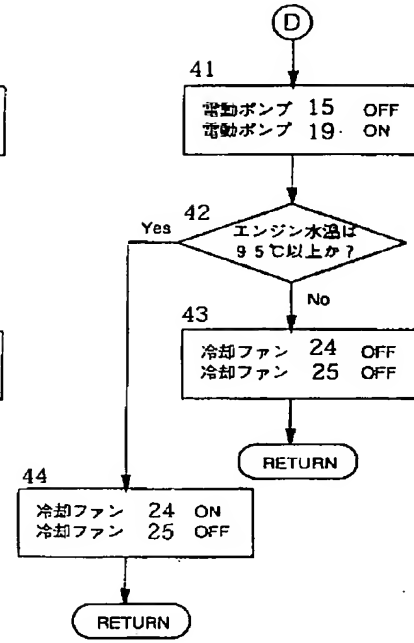 D
41
電動ポンプ 15 OFF
電動ポンプ 19 ON
42
エンジン水温は
95℃以上か?
Yes
No
43
冷却ファン 24 OFF
冷却ファン 25 OFF
RETURN
44
冷却ファン 24 ON
冷却ファン 25 OFF
RETURN